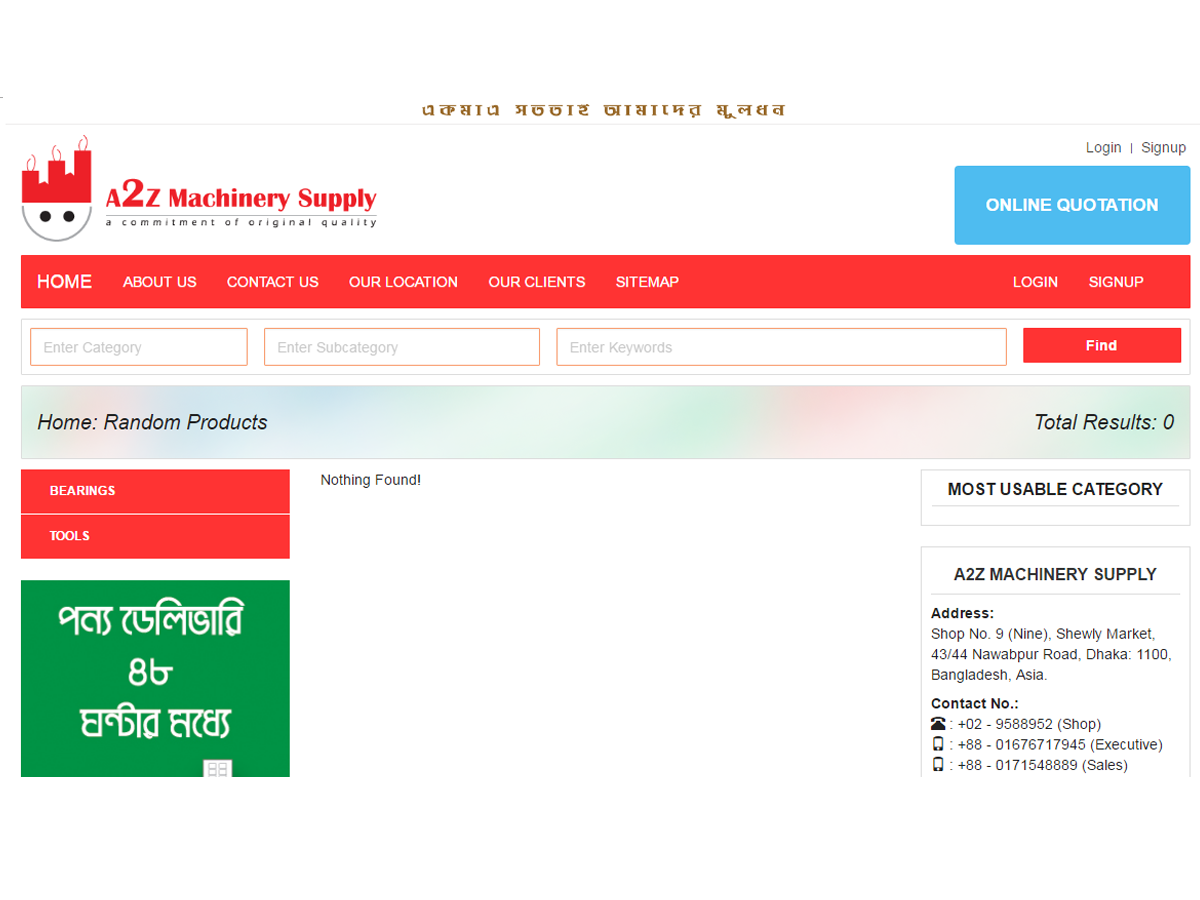 একমাএ সততাই আমাদের মূলধন
Login | Signup
A2Z Machinery Supply
a commitment of original quality
ONLINE QUOTATION
HOME ABOUT US CONTACT US OUR LOCATION OUR CLIENTS SITEMAP LOGIN SIGNUP
Enter Category Enter Subcategory Enter Keywords Find
Home: Random Products Total Results: 0
BEARINGS
TOOLS
পন্য ডেলিভারি
৪৮
ঘন্টার মধ্যে
Nothing Found!
MOST USABLE CATEGORY
A2Z MACHINERY SUPPLY
Address:
Shop No. 9 (Nine), Shewly Market,
43/44 Nawabpur Road, Dhaka: 1100,
Bangladesh, Asia.
Contact No.:
: +02 - 9588952 (Shop)
: +88 - 01676717945 (Executive)
: +88 - 0171548889 (Sales)